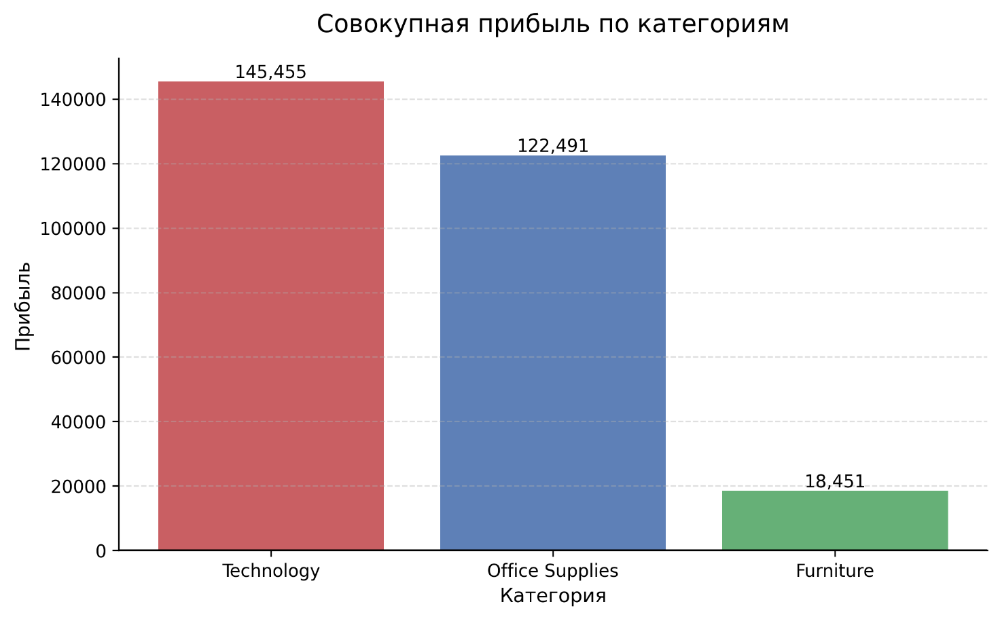 Совокупная прибыль по категориям
145,455
140000
122,491
120000
100000
80000
Прибыль
60000
40000
18,451
20000
0
Technology
Office Supplies
Furniture
Категория